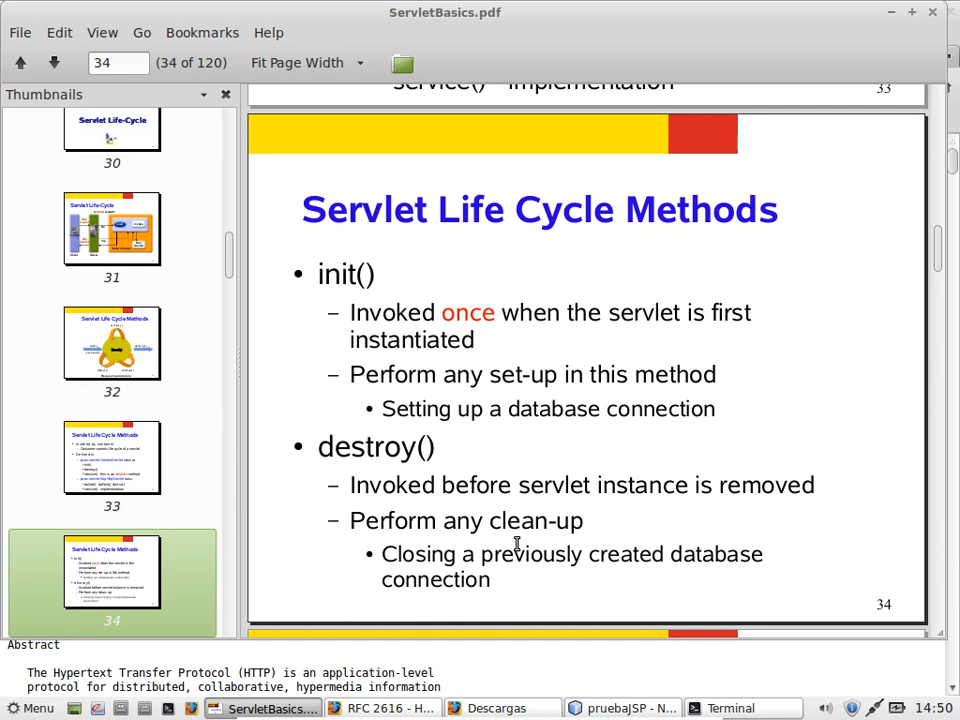 ServletBasics.pdf
File Edit View Go Bookmarks Help
34 (34 of 120) Fit Page Width
Thumbnails
service() implementation
33
Servlet Life-Cycle
30
Servlet Life-Cycle
31
Servlet Life Cycle Methods
32
Servlet Life Cycle Methods
33
Servlet Life Cycle Methods
34
Servlet Life Cycle Methods
• init()
– Invoked once when the servlet is first
instantiated
– Perform any set-up in this method
• Setting up a database connection
• destroy()
– Invoked before servlet instance is removed
– Perform any clean-up
• Closing a previously created database
connection
34
Abstract
The Hypertext Transfer Protocol (HTTP) is an application-level
protocol for distributed, collaborative, hypermedia information
Menu ServletBasics.... RFC 2616 - H... Descargas pruebaJSP - N... Terminal 14:50